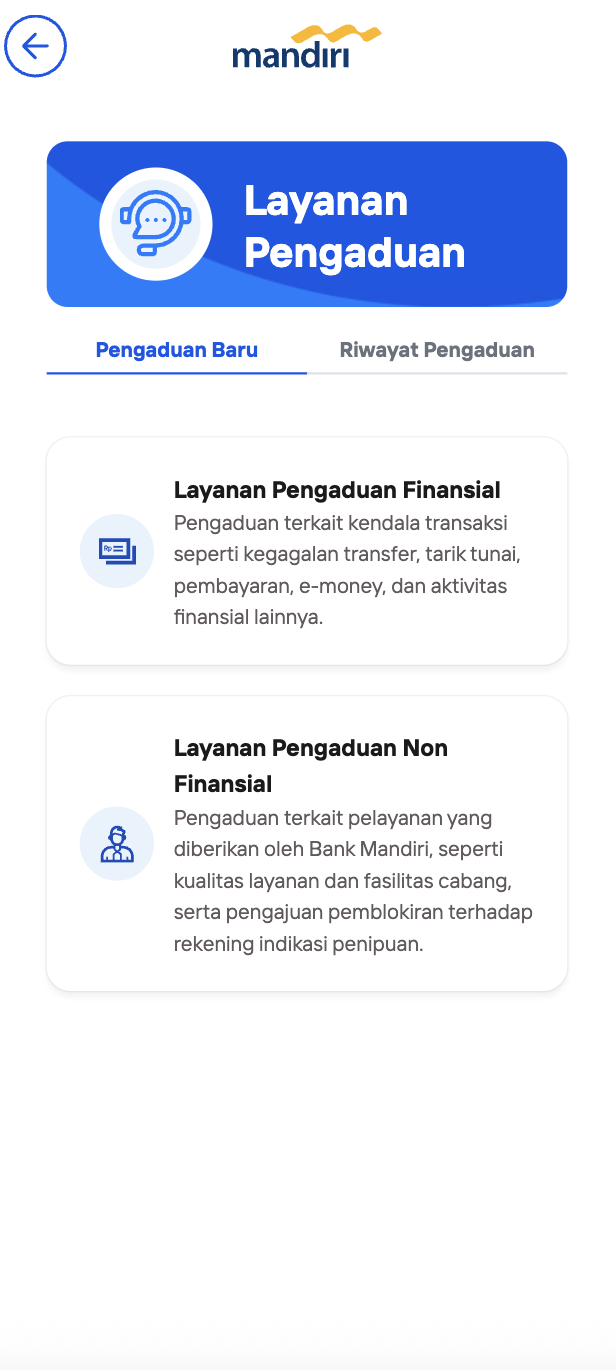 mandiri
Layanan
Pengaduan
Pengaduan Baru
Riwayat Pengaduan
Layanan Pengaduan Finansial
Pengaduan terkait kendala transaksi
seperti kegagalan transfer, tarik tunai,
pembayaran, e-money, dan aktivitas
finansial lainnya.
Rp
Layanan Pengaduan Non
Finansial
Pengaduan terkait pelayanan yang
diberikan oleh Bank Mandiri, seperti
kualitas layanan dan fasilitas cabang,
serta pengajuan pemblokiran terhadap
rekening indikasi penipuan.